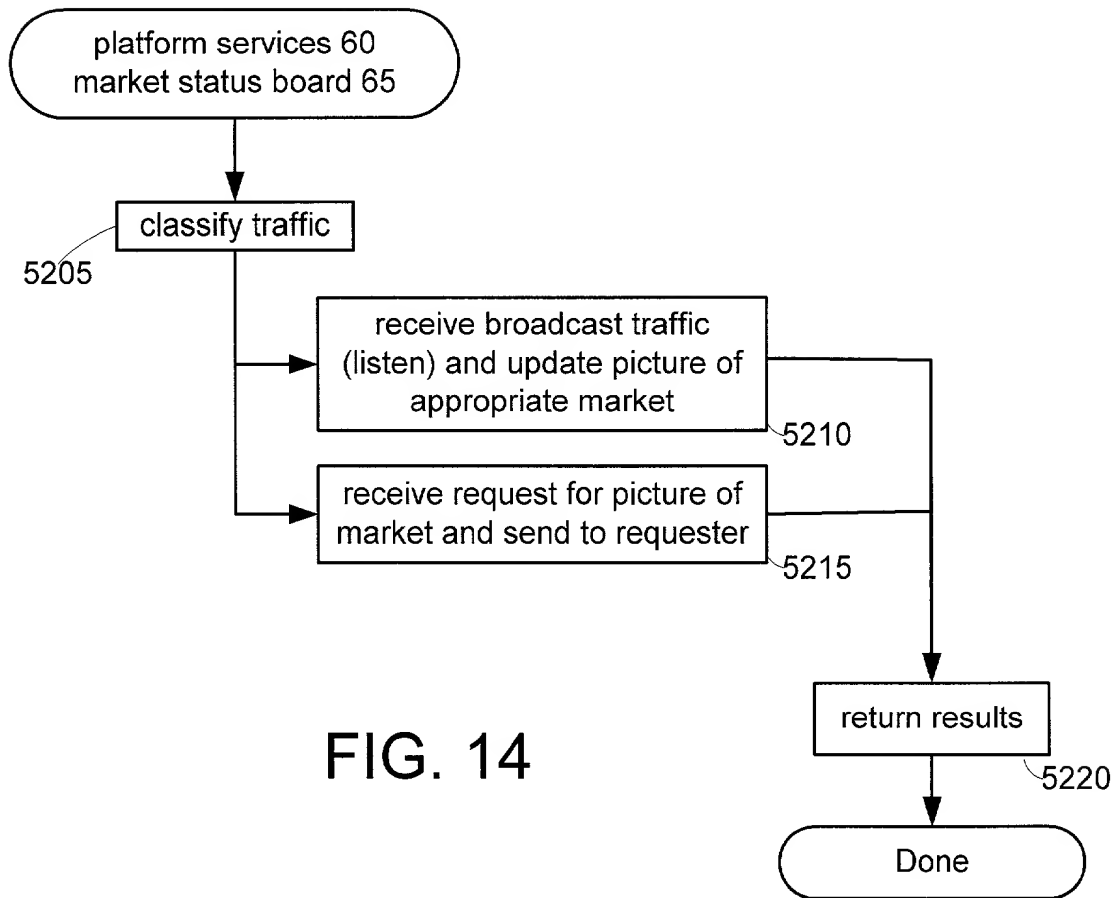 platform services 60
market status board 65
classify traffic
5205
receive broadcast traffic
(listen) and update picture of
appropriate market
5210
receive request for picture of
market and send to requester
5215
return results
5220
FIG. 14
Done